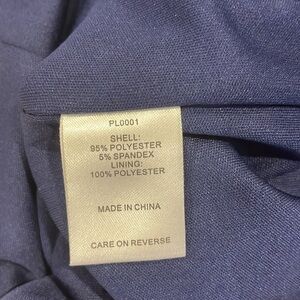 PL0001
SHELL:
95% POLYESTER
5% SPANDEX
LINING:
100% POLYESTER
MADE IN CHINA
CARE ON REVERSE